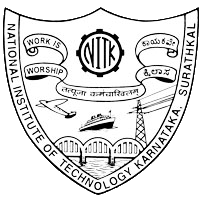 WORK IS
WORSHIP
NITK
ಕಾಯಕವೇ
ಕೈಲಾಸ
NATIONAL INSTITUTE OF TECHNOLOGY KARNATAKA, SURATHKAL